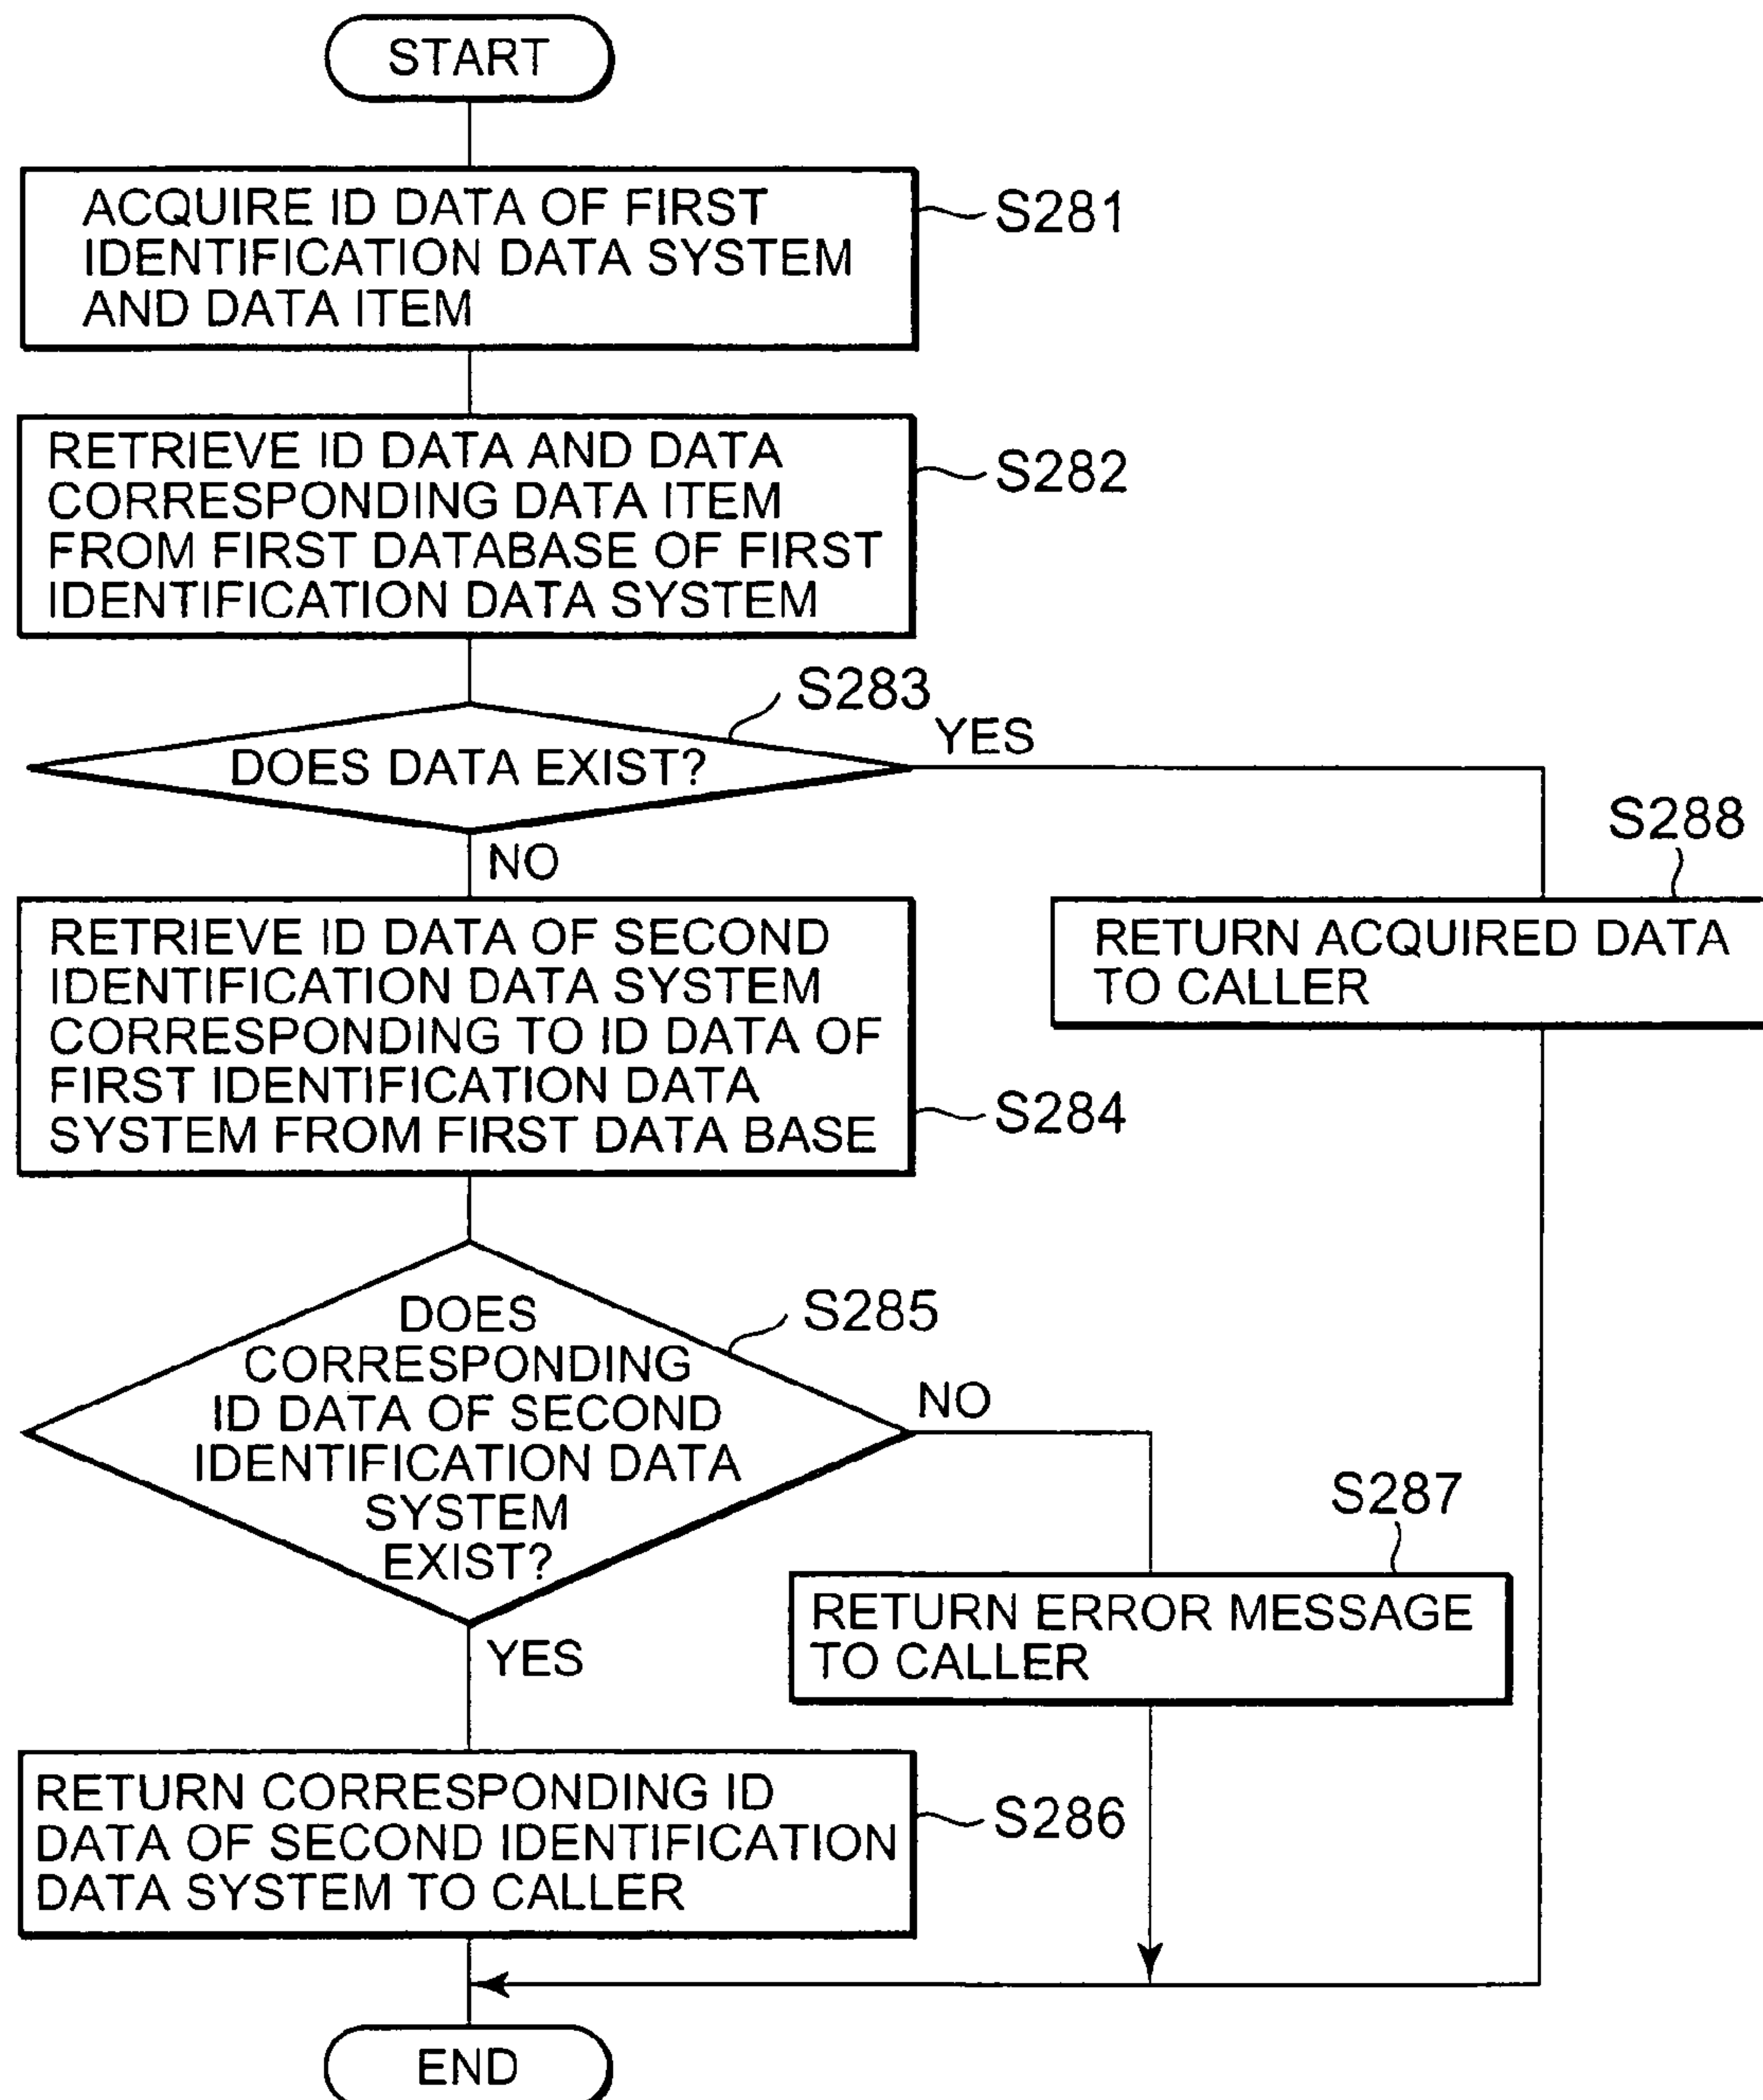 START
ACQUIRE ID DATA OF FIRST
IDENTIFICATION DATA SYSTEM
AND DATA ITEM
S281
RETRIEVE ID DATA AND DATA
CORRESPONDING DATA ITEM
FROM FIRST DATABASE OF FIRST
IDENTIFICATION DATA SYSTEM
S282
S283
DOES DATA EXIST?
YES
NO
S288
RETURN ACQUIRED DATA
TO CALLER
RETRIEVE ID DATA OF SECOND
IDENTIFICATION DATA SYSTEM
CORRESPONDING TO ID DATA OF
FIRST IDENTIFICATION DATA
SYSTEM FROM FIRST DATA BASE
S284
DOES
CORRESPONDING
ID DATA OF SECOND
IDENTIFICATION DATA
SYSTEM
EXIST?
S285
NO
YES
S287
RETURN ERROR MESSAGE
TO CALLER
RETURN CORRESPONDING ID
DATA OF SECOND IDENTIFICATION
DATA SYSTEM TO CALLER
S286
END